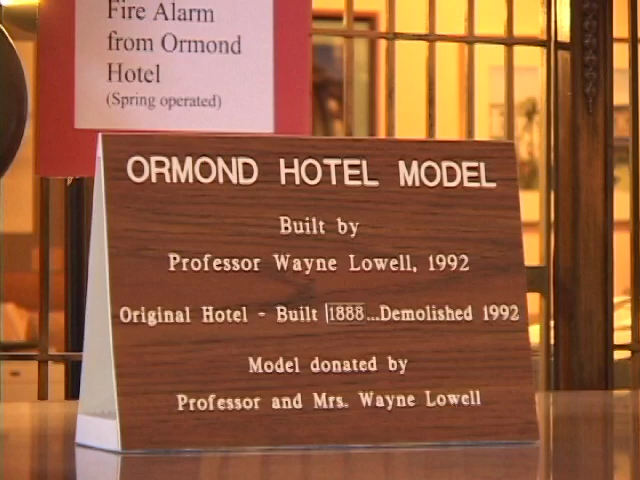 Fire Alarm
from Ormond
Hotel
(Spring operated)
ORMOND HOTEL MODEL
Built by
Professor Wayne Lowell, 1992
Original Hotel - Built 1888...Demolished 1992
Model donated by
Professor and Mrs. Wayne Lowell